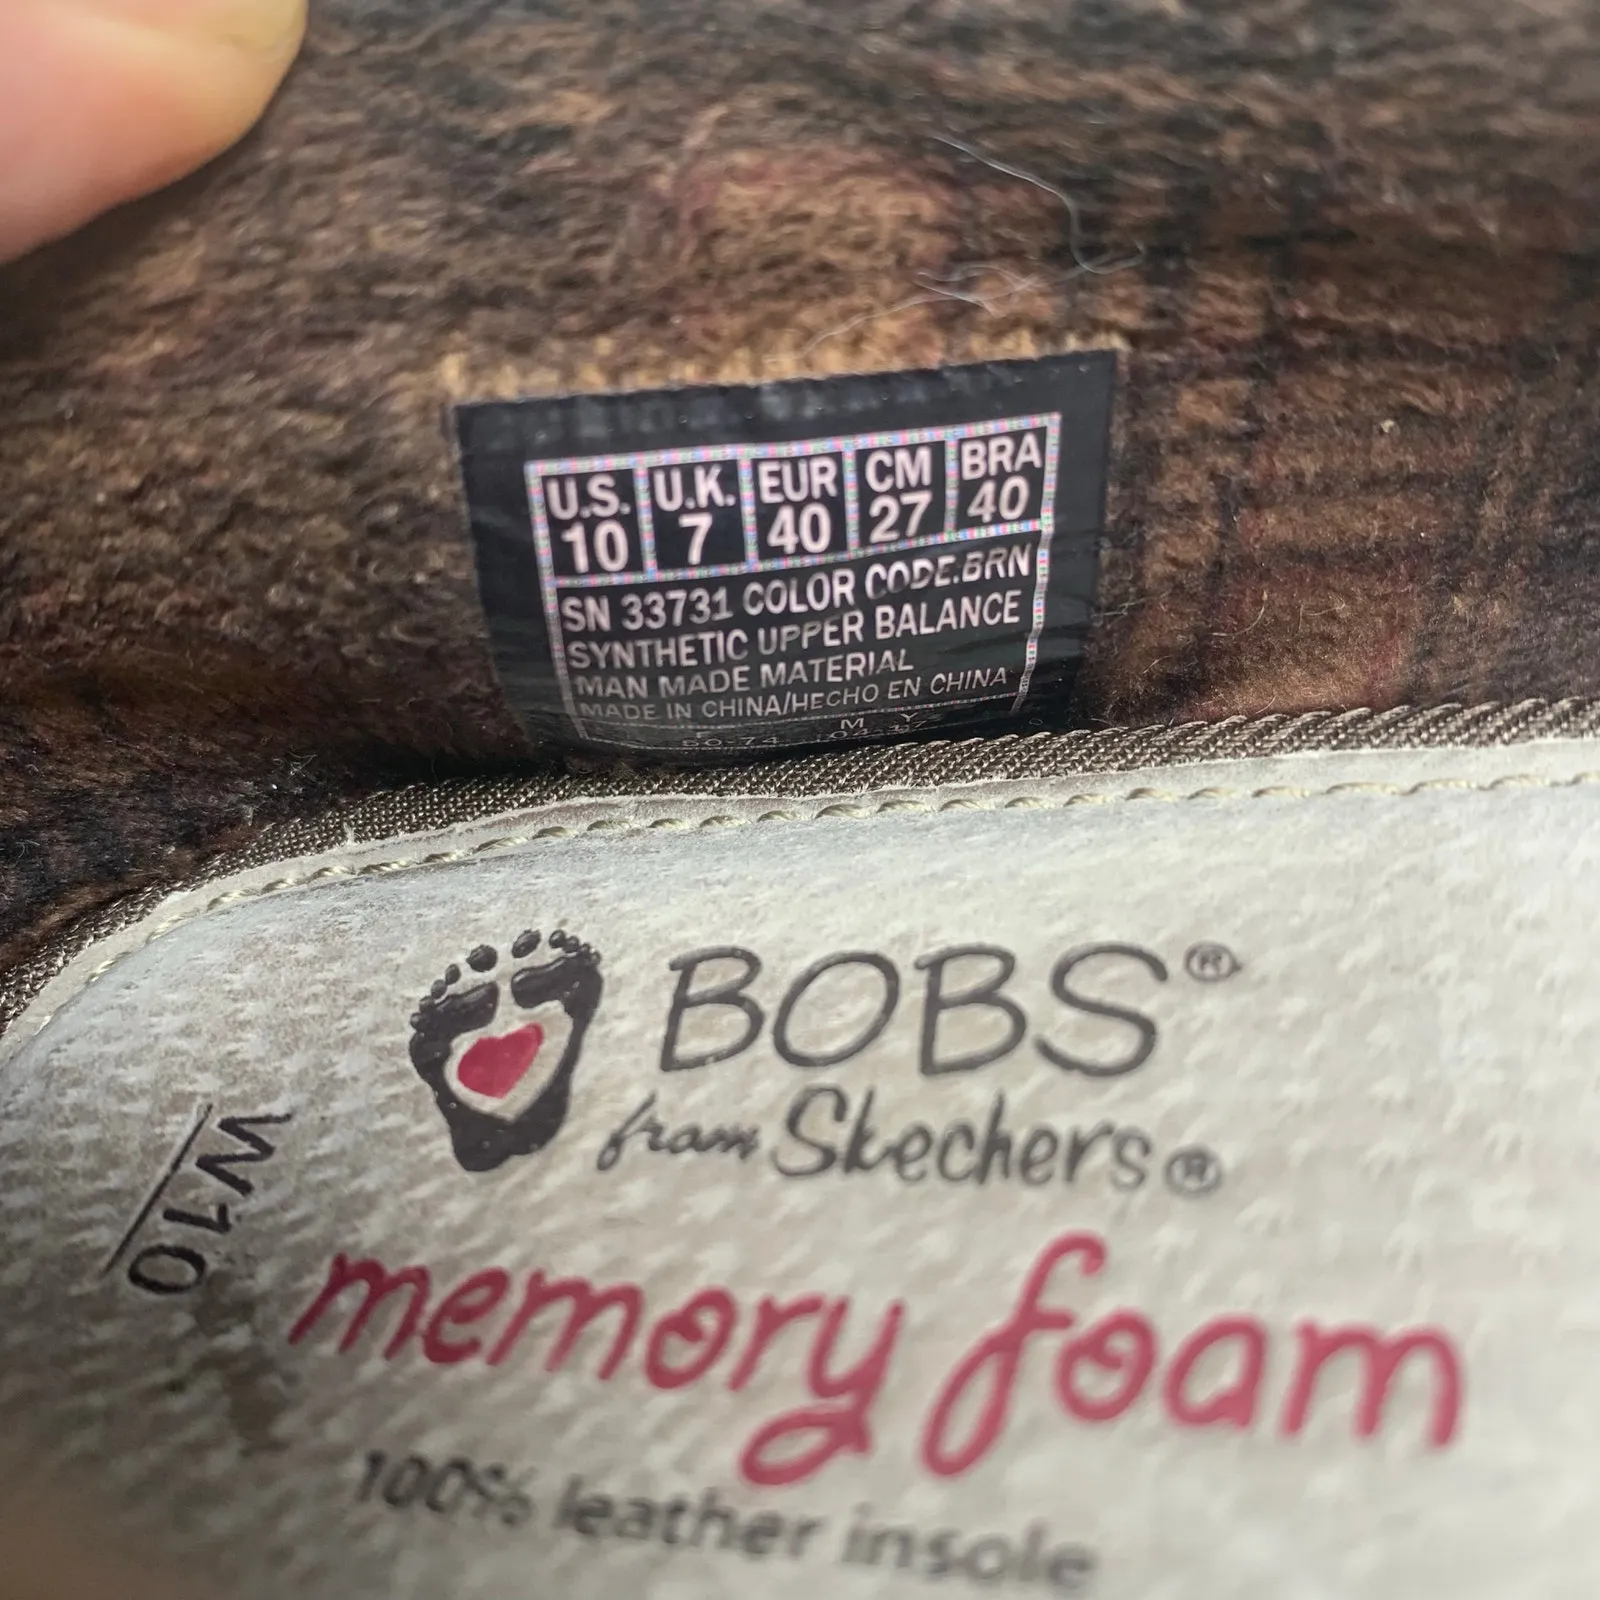 U.S. U.K. EUR CM BRA
10 7 40 27 40
SN 33731 COLOR CODE.BRN
SYNTHETIC UPPER BALANCE
MAN MADE MATERIAL
MADE IN CHINA/HECHO EN CHINA
M Y
BOBS®
from Skechers®
W10
memory foam
100% leather insole